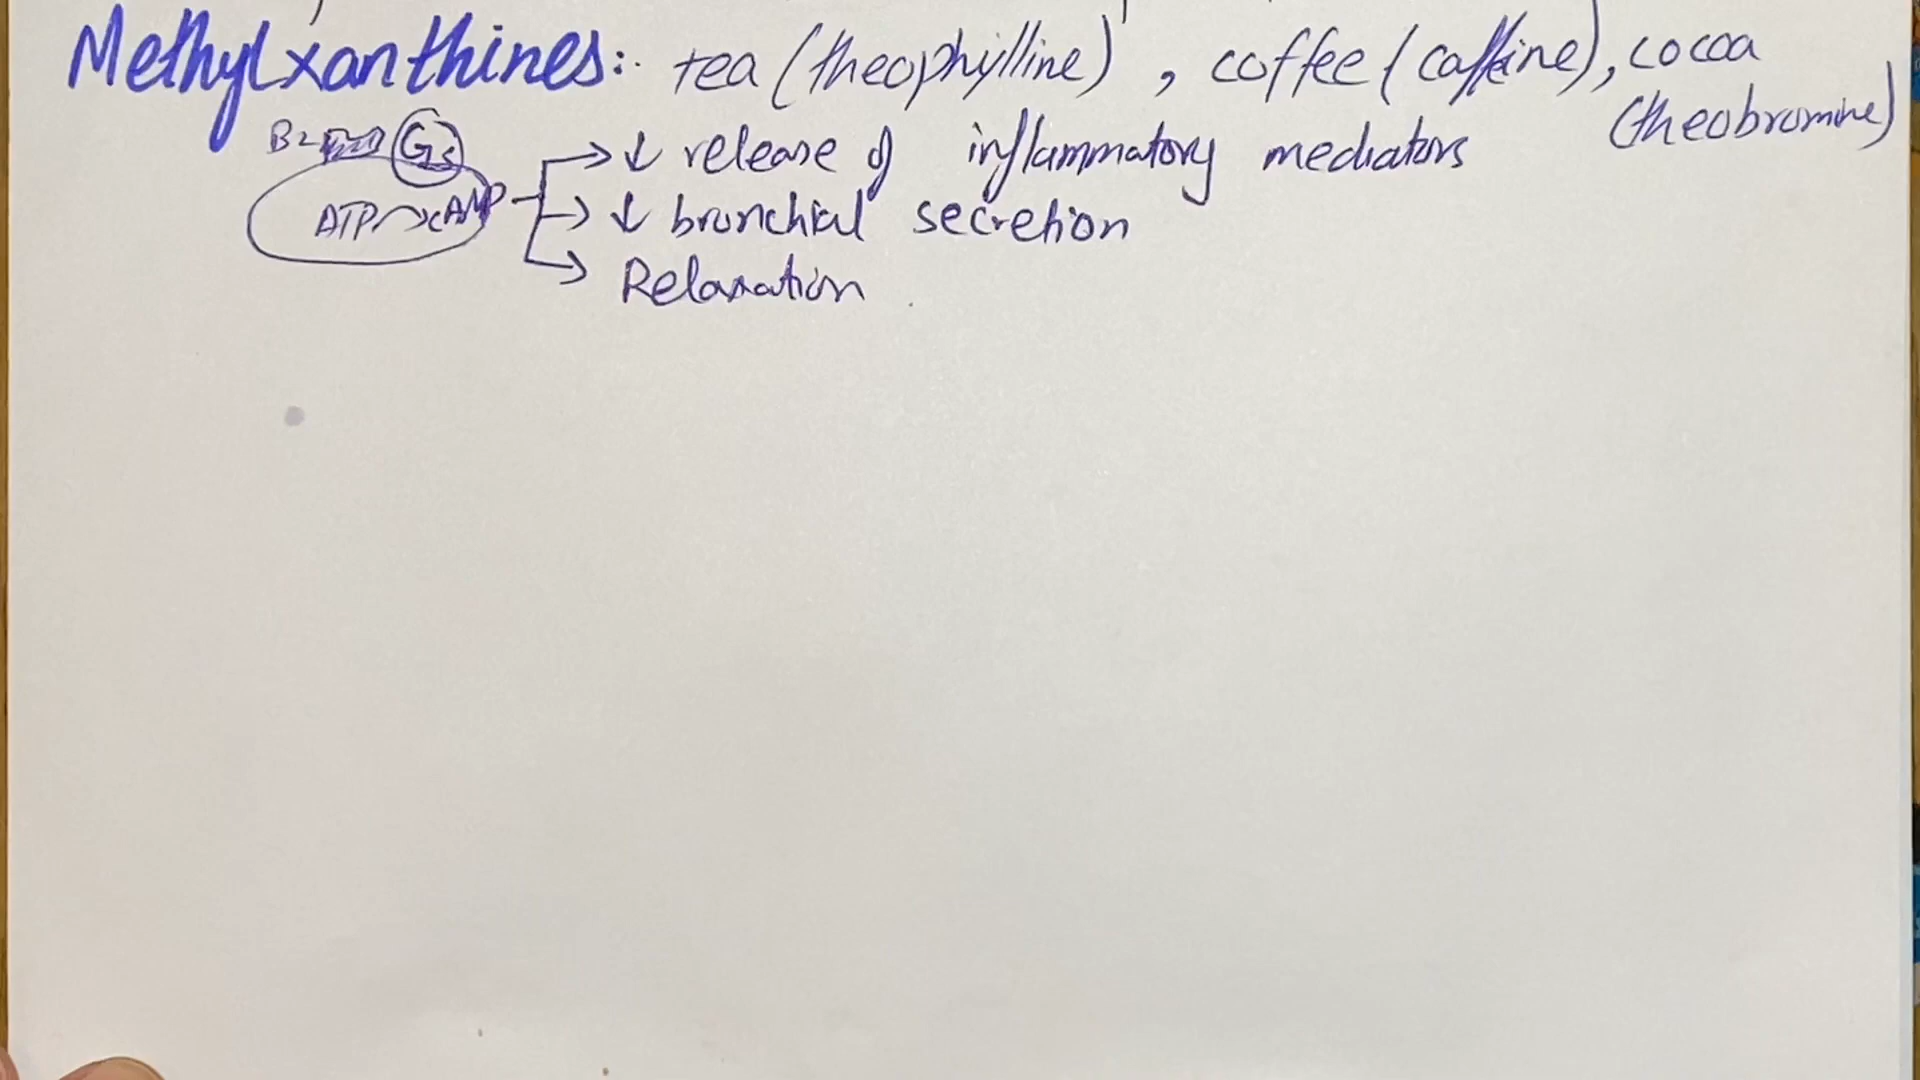 Methylxanthines: tea (theophylline), coffee (caffeine), cocoa
(theobromine)
B2 Gs → ↓ release of inflammatory mediators
ATP → cAMP → ↓ bronchial secretion
→ Relaxation